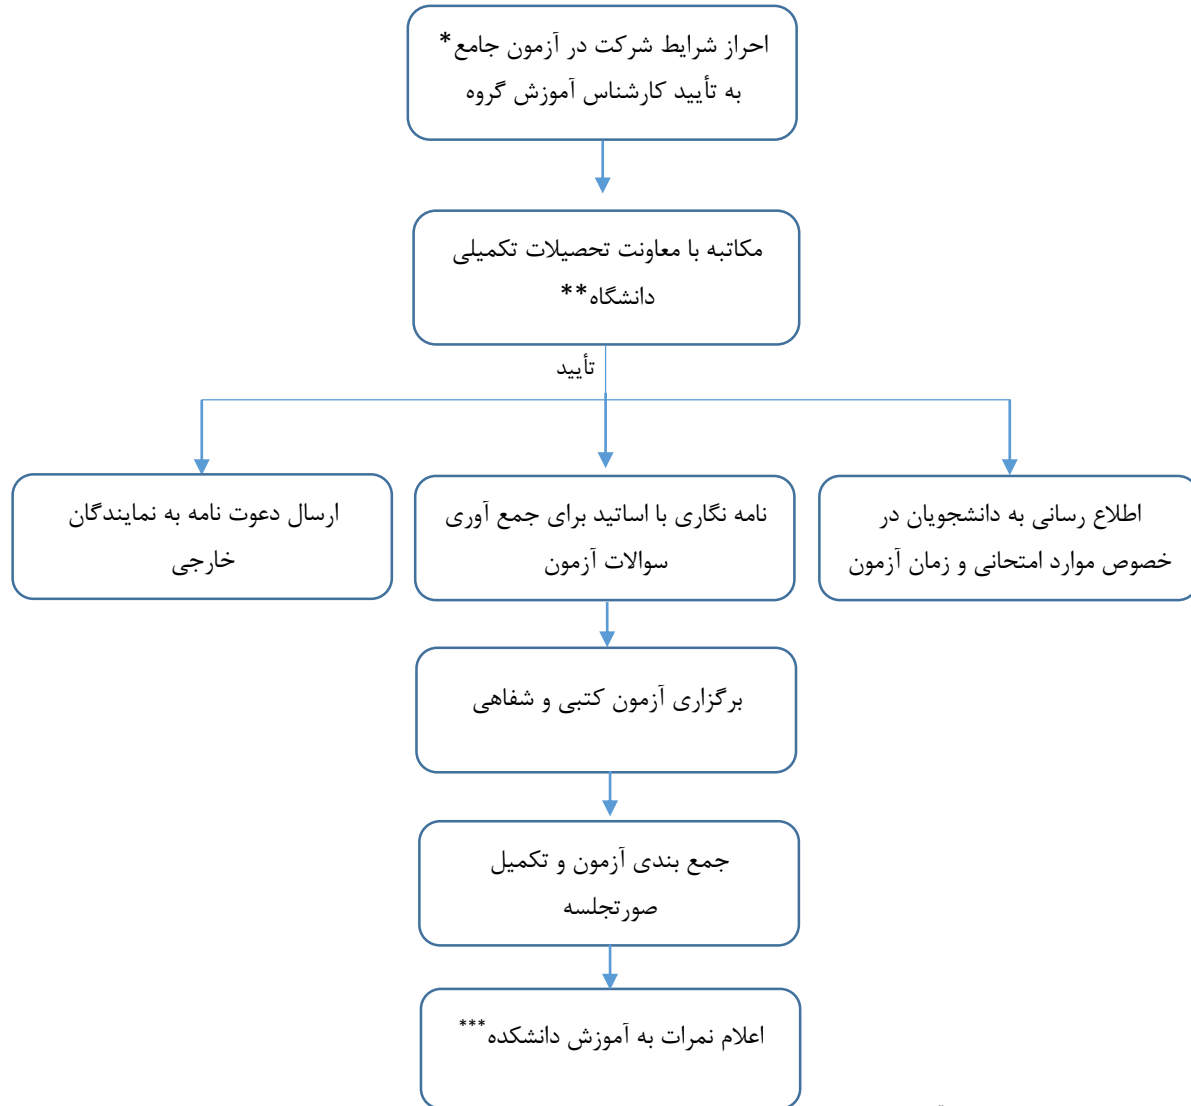 احراز شرایط شرکت در آزمون جامع*
به تأیید کارشناس آموزش گروه
مکاتبه با معاونت تحصیلات تکمیلی
دانشگاه**
تأیید
اطلاع رسانی به دانشجویان در
خصوص موارد امتحانی و زمان آزمون
نامه نگاری با اساتید برای جمع آوری
سوالات آزمون
ارسال دعوت نامه به نمایندگان
خارجی
برگزاری آزمون کتبی و شفاهی
جمع بندی آزمون و تکمیل
صورتجلسه
اعلام نمرات به آموزش دانشکده***